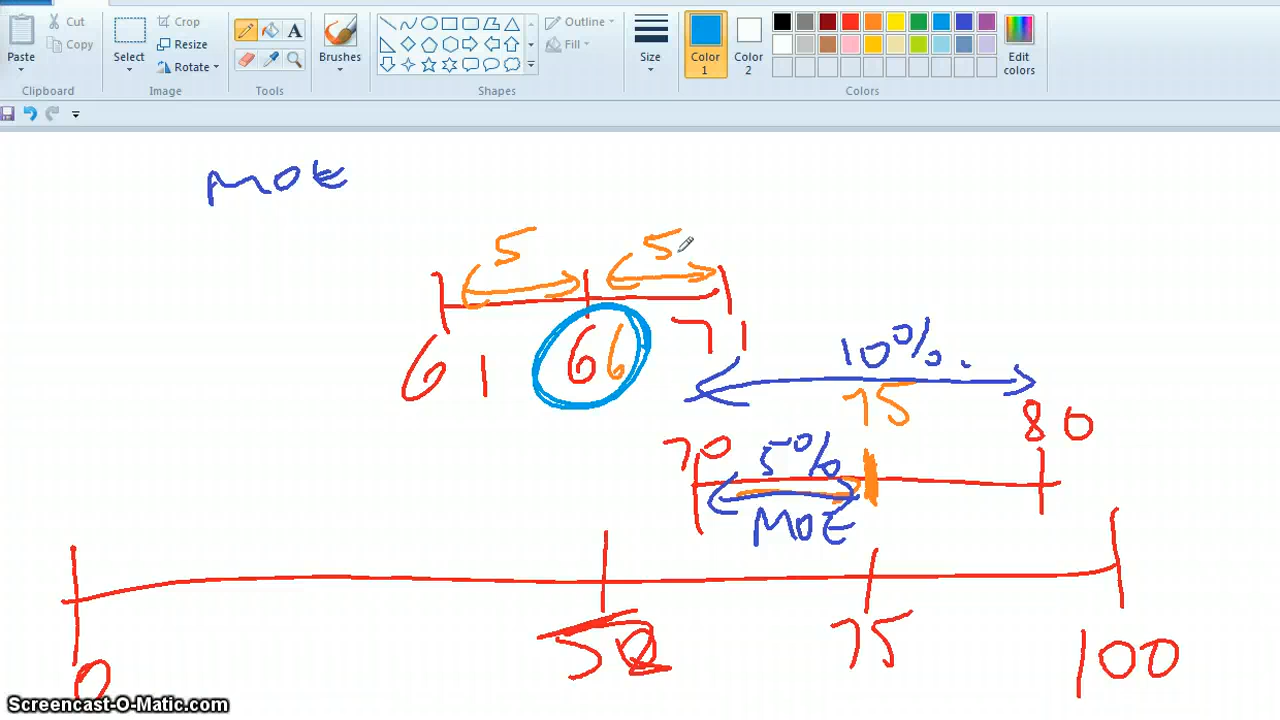 Cut
Copy
Paste
Clipboard
Crop
Resize
Rotate
Select
Image
A
Tools
Brushes
Outline
Fill
Shapes
Size
Color 1
Color 2
Edit colors
Colors
MOE
5 5
61 66 71
10%.
75
70 5% 80
MOE
0 50 75 100
Screencast-O-Matic.com